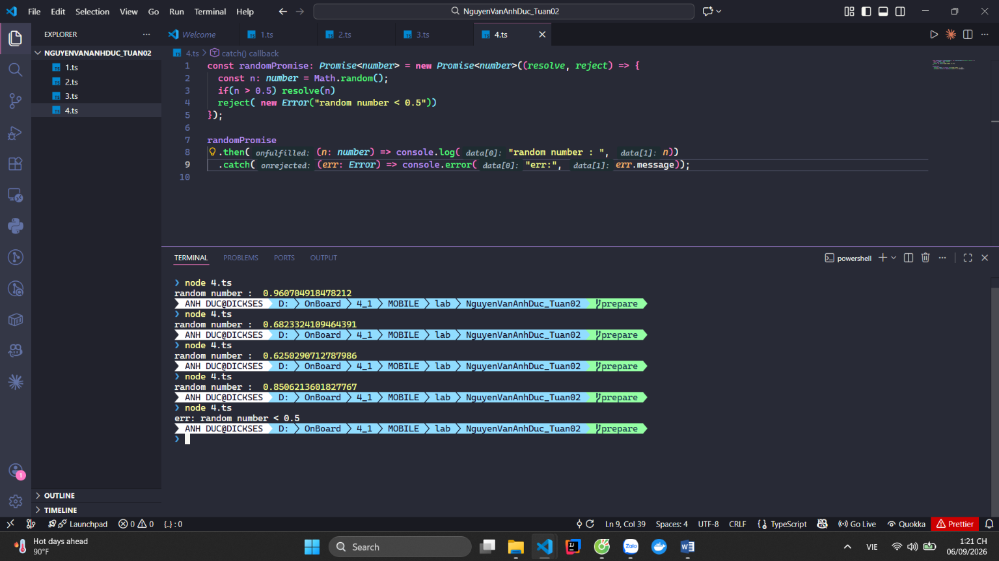 File Edit Selection View Go Run Terminal Help
NguyenVanAnhDuc_Tuan02
EXPLORER
NGUYENVANANHDUC_TUAN02
1.ts
2.ts
3.ts
4.ts
OUTLINE
TIMELINE
Welcome 1.ts 2.ts 3.ts 4.ts
4.ts > catch() callback
1 const randomPromise: Promise<number> = new Promise<number>((resolve, reject) => {
2 const n: number = Math.random();
3 if(n > 0.5) resolve(n)
4 reject( new Error("random number < 0.5"))
5 });
6
7 randomPromise
8 .then( onfulfilled: (n: number) => console.log( data[0]: "random number : ", data[1]: n))
9 .catch( onrejected: (err: Error) => console.error( data[0]: "err:", data[1]: err.message));
10
TERMINAL PROBLEMS PORTS OUTPUT
powershell
❯ node 4.ts
random number :  0.960704918478212
ANH DUC@DICKSES D: OnBoard 4_1 MOBILE lab NguyenVanAnhDuc_Tuan02 prepare
❯ node 4.ts
random number :  0.6823324109464391
ANH DUC@DICKSES D: OnBoard 4_1 MOBILE lab NguyenVanAnhDuc_Tuan02 prepare
❯ node 4.ts
random number :  0.6250290712787986
ANH DUC@DICKSES D: OnBoard 4_1 MOBILE lab NguyenVanAnhDuc_Tuan02 prepare
❯ node 4.ts
random number :  0.8506213601827767
ANH DUC@DICKSES D: OnBoard 4_1 MOBILE lab NguyenVanAnhDuc_Tuan02 prepare
❯ node 4.ts
err: random number < 0.5
ANH DUC@DICKSES D: OnBoard 4_1 MOBILE lab NguyenVanAnhDuc_Tuan02 prepare
❯
1
Launchpad 0 0 {..} : 0 Ln 9, Col 39 Spaces: 4 UTF-8 CRLF {} TypeScript Go Live Quokka Prettier
Hot days ahead
90°F
Search
Zalo
VIE
1:21 CH
06/09/2026